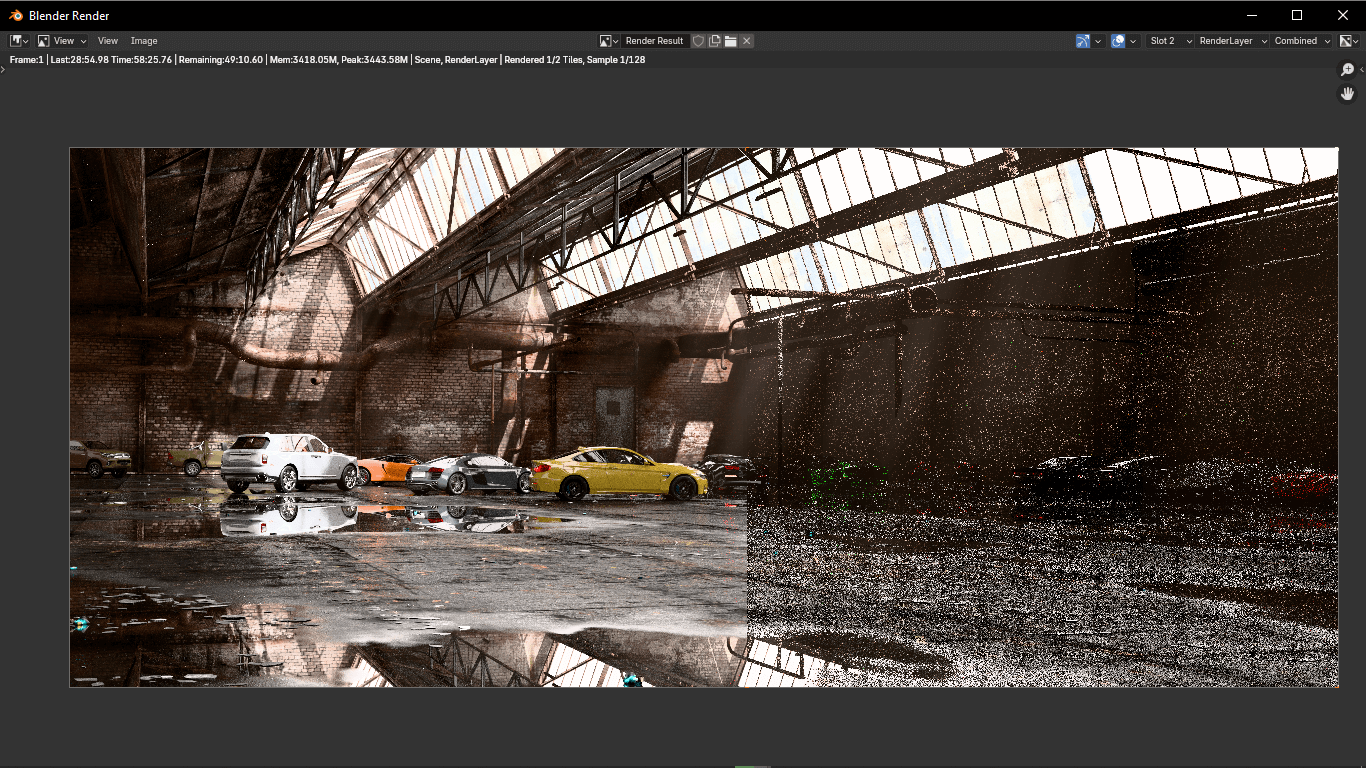 Blender Render
View View Image Render Result Slot 2 RenderLayer Combined
Frame:1 | Last:28:54.98 Time:58:25.76 | Remaining:49:10.60 | Mem:3418.05M, Peak:3443.58M | Scene, RenderLayer | Rendered 1/2 Tiles, Sample 1/128